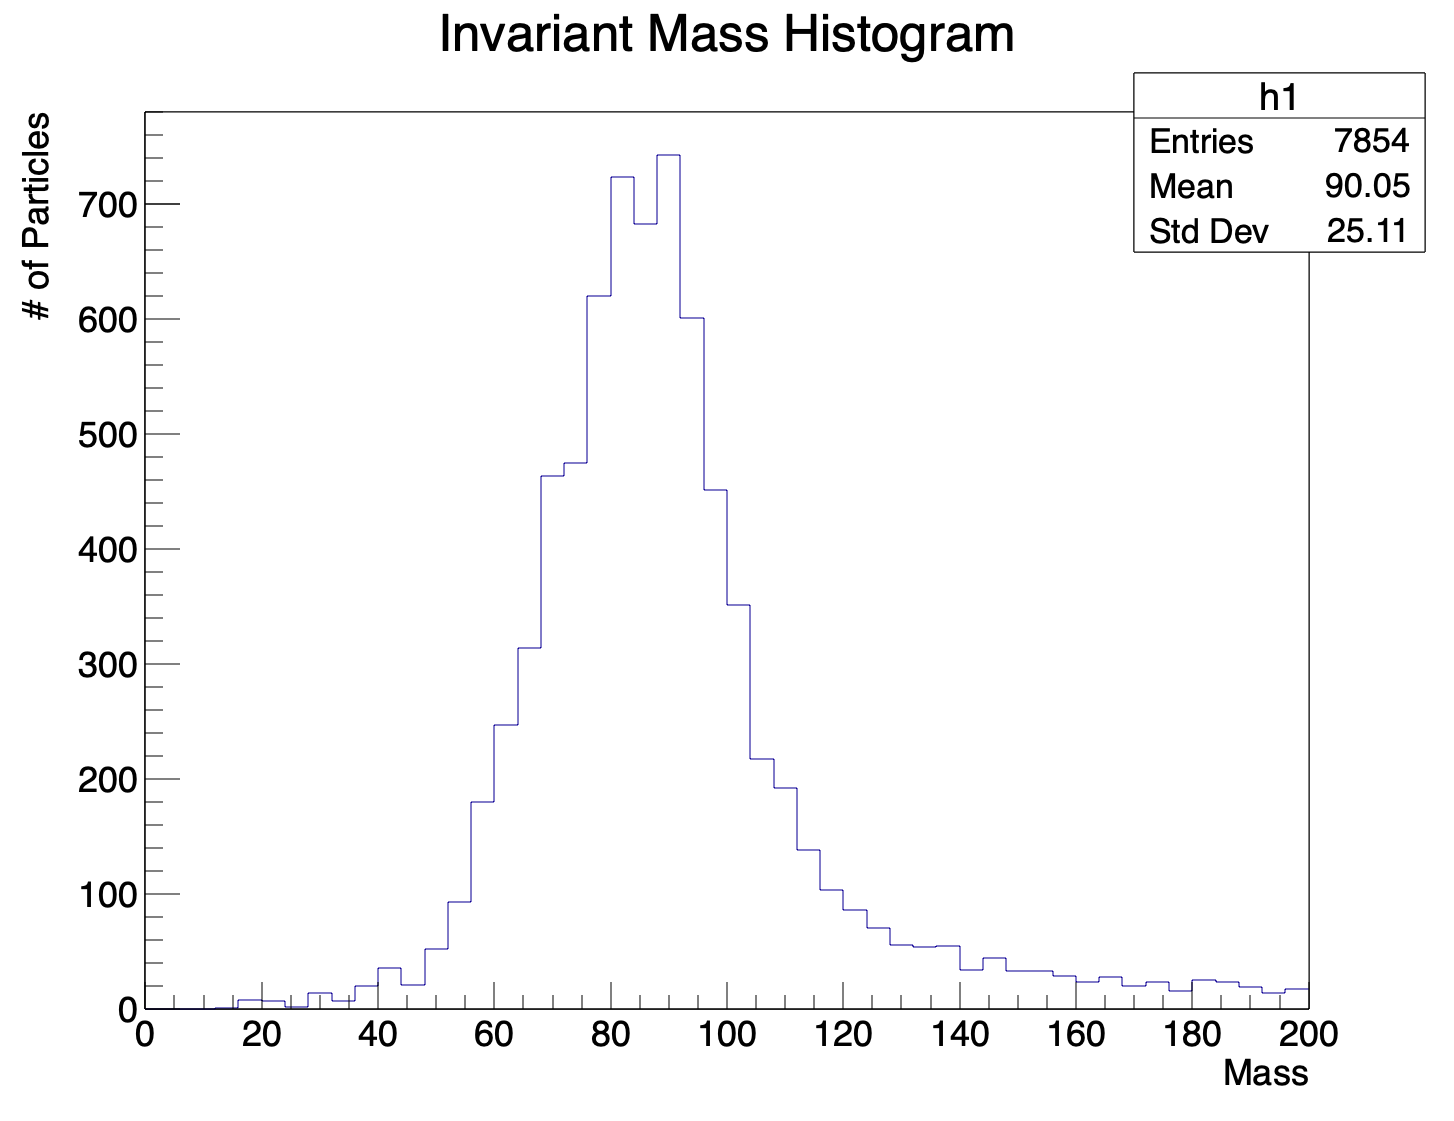 Invariant Mass Histogram
h1
Entries 7854
Mean 90.05
Std Dev 25.11
# of Particles
700
600
500
400
300
200
100
0
0 20 40 60 80 100 120 140 160 180 200
Mass